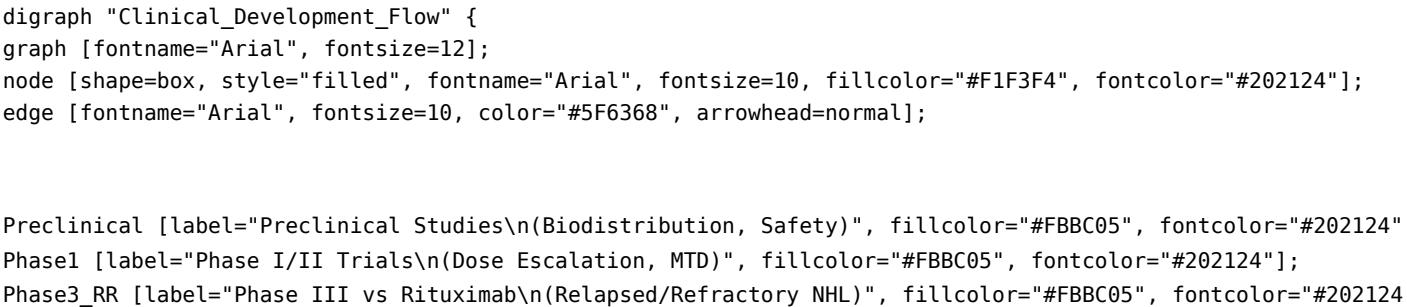 digraph "Clinical_Development_Flow" {
graph [fontname="Arial", fontsize=12];
node [shape=box, style="filled", fontname="Arial", fontsize=10, fillcolor="#F1F3F4", fontcolor="#202124"];
edge [fontname="Arial", fontsize=10, color="#5F6368", arrowhead=normal];
Preclinical [label="Preclinical Studies\n(Biodistribution, Safety)", fillcolor="#FBBC05", fontcolor="#202124"
Phase1 [label="Phase I/II Trials\n(Dose Escalation, MTD)", fillcolor="#FBBC05", fontcolor="#202124"];
Phase3_RR [label="Phase III vs Rituximab\n(Relapsed/Refractory NHL)", fillcolor="#FBBC05", fontcolor="#202124